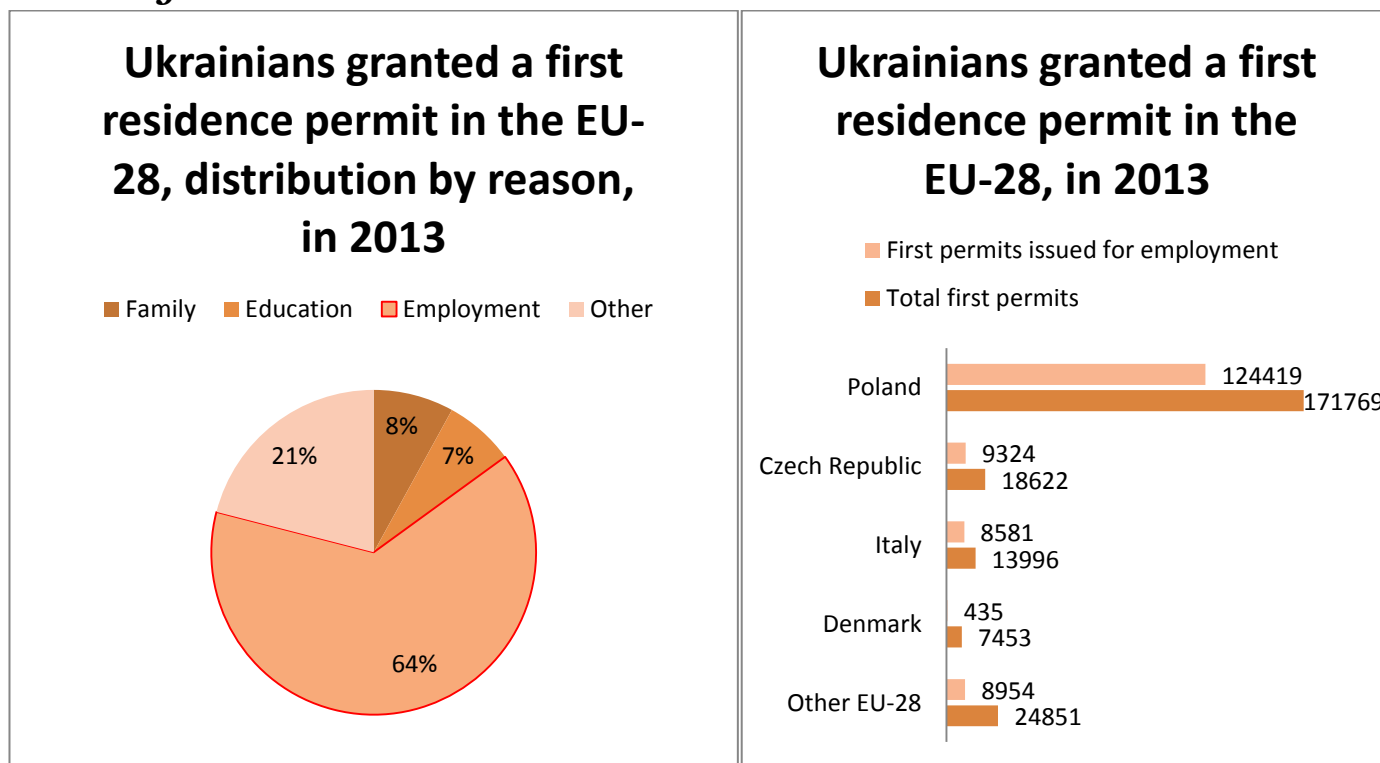 Ukrainians granted a first
residence permit in the EU-
28, distribution by reason,
in 2013
Family Education Employment Other
8%
7%
21%
64%
Ukrainians granted a first
residence permit in the
EU-28, in 2013
First permits issued for employment
Total first permits
Poland
124419
171769
Czech Republic
9324
18622
Italy
8581
13996
Denmark
435
7453
Other EU-28
8954
24851